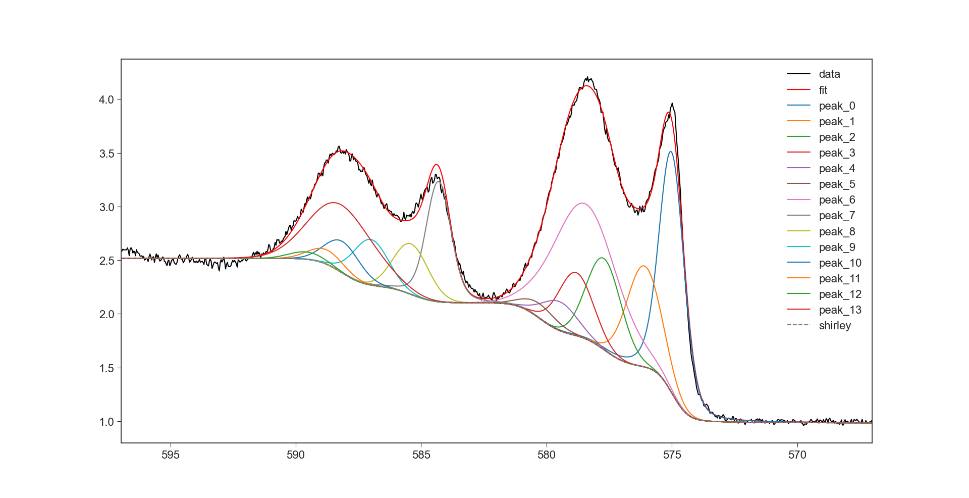 4.0
3.5
3.0
2.5
2.0
1.5
1.0
595
590
585
580
575
570
data
fit
peak_0
peak_1
peak_2
peak_3
peak_4
peak_5
peak_6
peak_7
peak_8
peak_9
peak_10
peak_11
peak_12
peak_13
shirley